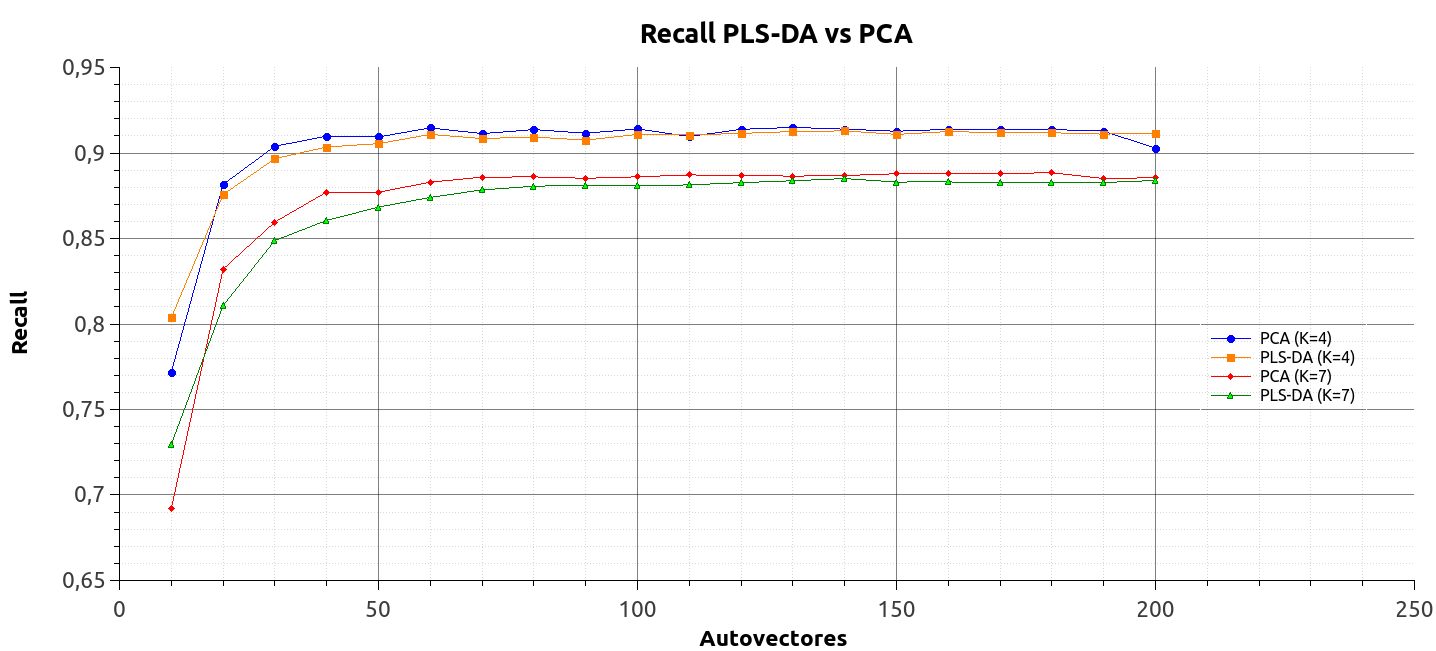 Recall PLS-DA vs PCA
0,95
0,9
0,85
0,8
0,75
0,7
0,65
Recall
0 50 100 150 200 250
Autovectores
PCA (K=4)
PLS-DA (K=4)
PCA (K=7)
PLS-DA (K=7)